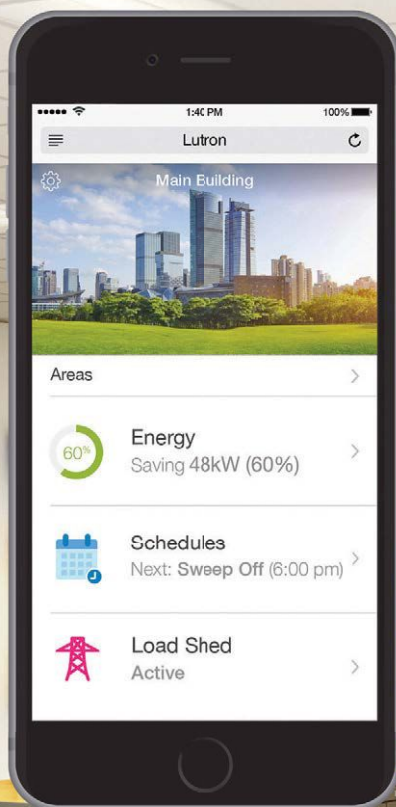 1:40 PM
100%
Lutron
Main Building
Areas
60%
Energy
Saving 48kW (60%)
Schedules
Next: Sweep Off (6:00 pm)
Load Shed
Active